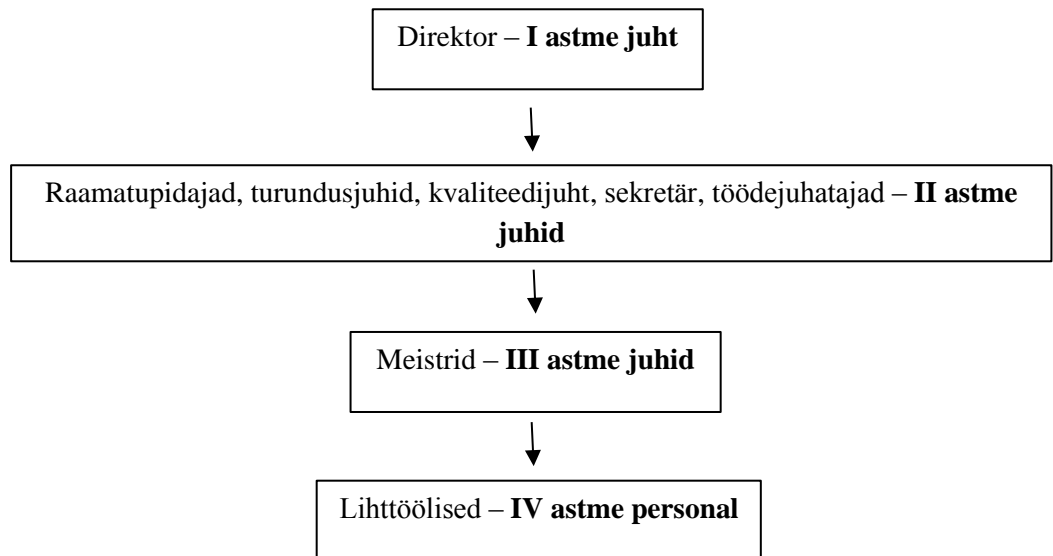 Direktor – I astme juht
Raamatupidajad, turundusjuhid, kvaliteedijuht, sekretär, töödejuhatajad – II astme
juhid
Meistrid – III astme juhid
Lihttöölised – IV astme personal